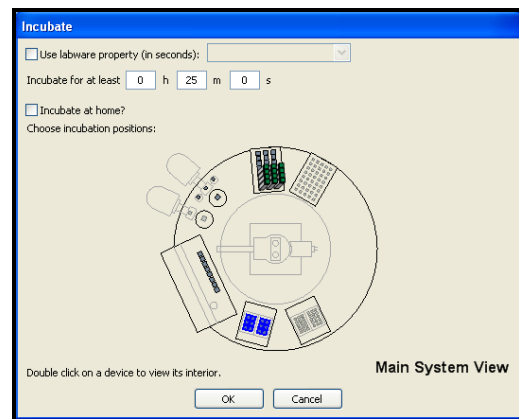 Incubate
Use labware property (in seconds):
Incubate for at least 0 h 25 m 0 s
Incubate at home?
Choose incubation positions:
Main System View
Double click on a device to view its interior.
OK Cancel